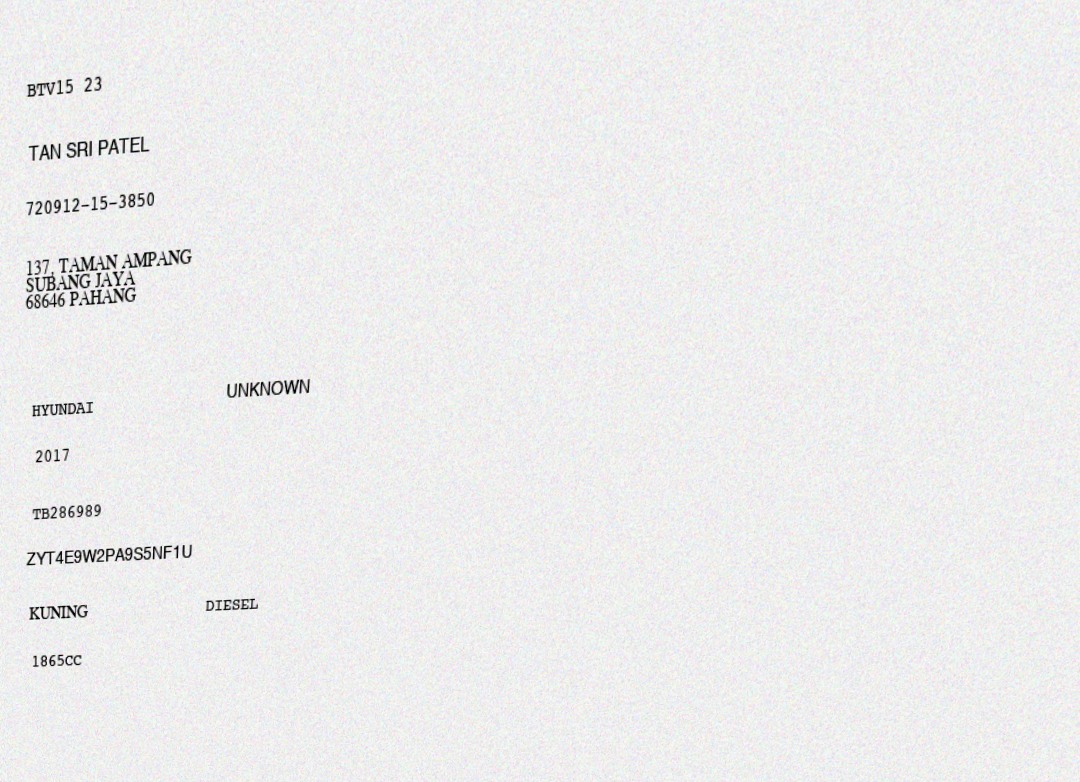 BTV15 23
TAN SRI PATEL
720912-15-3850
137, TAMAN AMPANG
SUBANG JAYA
68646 PAHANG
HYUNDAI UNKNOWN
2017
TB286989
ZYT4E9W2PA9S5NF1U
KUNING DIESEL
1865CC